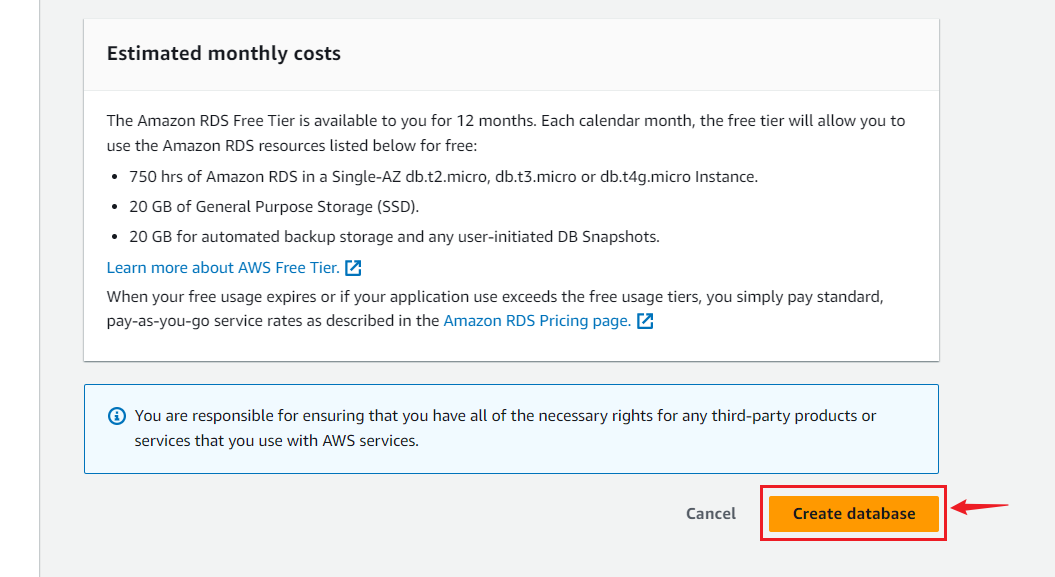 Estimated monthly costs
The Amazon RDS Free Tier is available to you for 12 months. Each calendar month, the free tier will allow you to
use the Amazon RDS resources listed below for free:
• 750 hrs of Amazon RDS in a Single-AZ db.t2.micro, db.t3.micro or db.t4g.micro Instance.
• 20 GB of General Purpose Storage (SSD).
• 20 GB for automated backup storage and any user-initiated DB Snapshots.
Learn more about AWS Free Tier.
When your free usage expires or if your application use exceeds the free usage tiers, you simply pay standard,
pay-as-you-go service rates as described in the Amazon RDS Pricing page.
You are responsible for ensuring that you have all of the necessary rights for any third-party products or
services that you use with AWS services.
Cancel
Create database